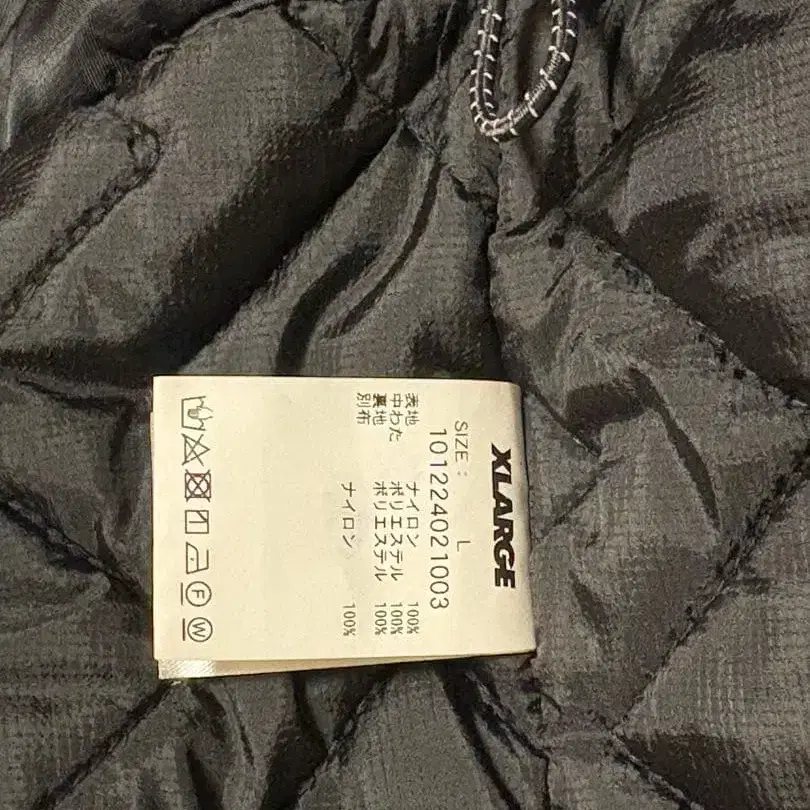 XLARGE
SIZE : L
101224021003
表地 ナイロン 100%
中わた ポリエステル 100%
裏地 ポリエステル 100%
別布 ナイロン 100%
F W